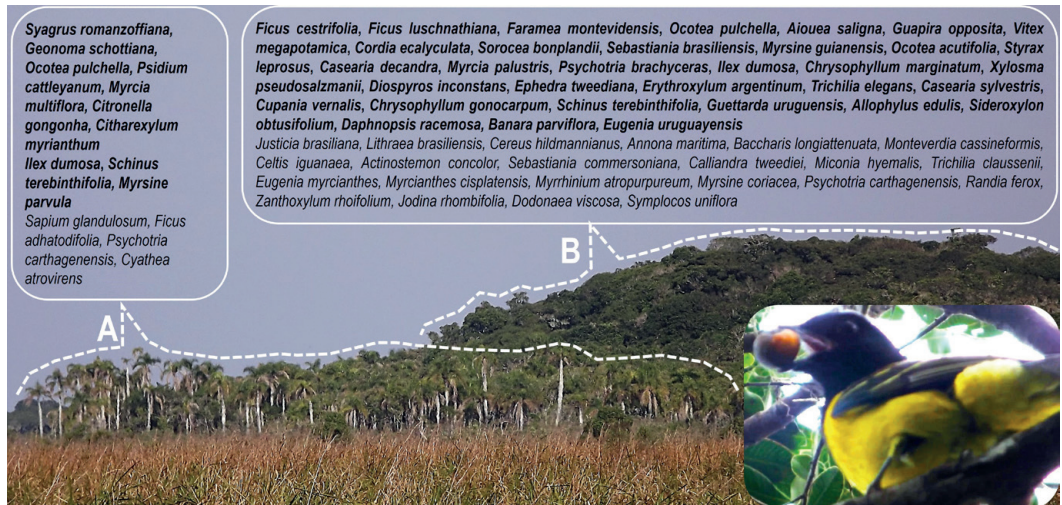 Syagrus romanzoffiana,
Geonoma schottiana,
Ocotea pulchella, Psidium
cattleyanum, Myrcia
multiflora, Citronella
gongonha, Citharexylum
myrianthum
Ilex dumosa, Schinus
terebinthifolia, Myrsine
parvula
Sapium glandulosum, Ficus
adhatodifolia, Psychotria
carthagenensis, Cyathea
atrovirens
Ficus cestrifolia, Ficus luschnathiana, Faramea montevidensis, Ocotea pulchella, Aiouea saligna, Guapira opposita, Vitex
megapotamica, Cordia ecalyculata, Sorocea bonplandii, Sebastiania brasiliensis, Myrsine guianensis, Ocotea acutifolia, Styrax
leprosus, Casearia decandra, Myrcia palustris, Psychotria brachyceras, Ilex dumosa, Chrysophyllum marginatum, Xylosma
pseudosalzmanii, Diospyros inconstans, Ephedra tweediana, Erythroxylum argentinum, Trichilia elegans, Casearia sylvestris,
Cupania vernalis, Chrysophyllum gonocarpum, Schinus terebinthifolia, Guettarda uruguensis, Allophylus edulis, Sideroxylon
obtusifolium, Daphnopsis racemosa, Banara parviflora, Eugenia uruguayensis
Justicia brasiliana, Lithraea brasiliensis, Cereus hildmannianus, Annona maritima, Baccharis longiattenuata, Monteverdia cassineformis,
Celtis iguanaea, Actinostemon concolor, Sebastiania commersoniana, Calliandra tweediei, Miconia hyemalis, Trichilia claussenii,
Eugenia myrcianthes, Myrcianthes cisplatensis, Myrrhinium atropurpureum, Myrsine coriacea, Psychotria carthagenensis, Randia ferox,
Zanthoxylum rhoifolium, Jodina rhombifolia, Dodonaea viscosa, Symplocos uniflora
A
B